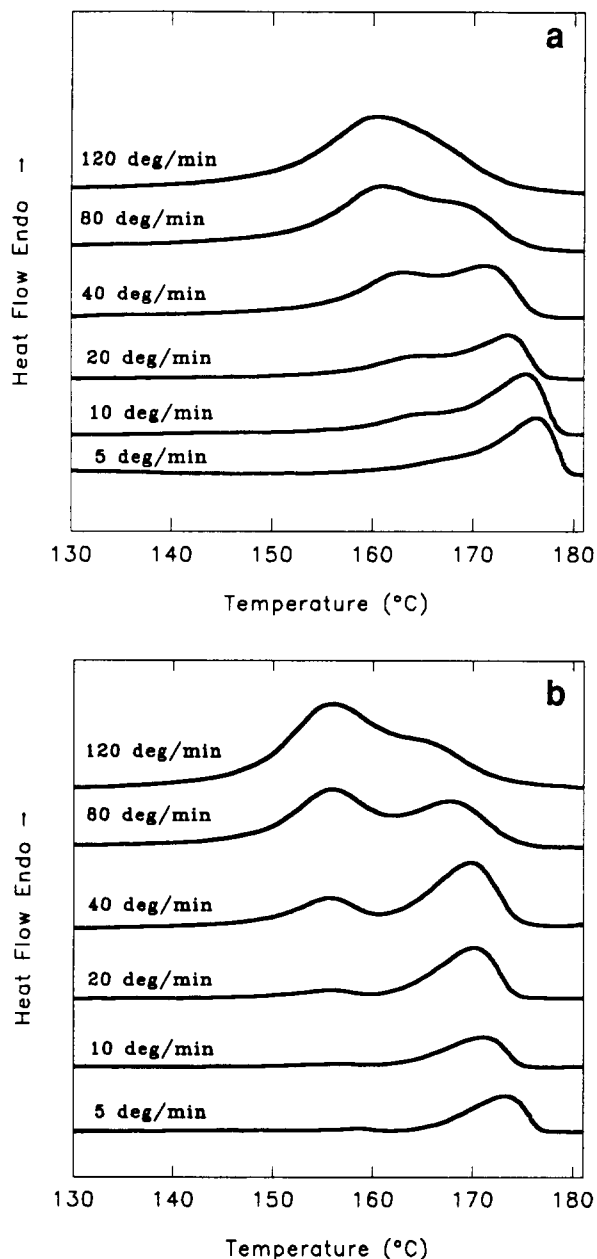 a
Heat Flow Endo →
120 deg/min
80 deg/min
40 deg/min
20 deg/min
10 deg/min
5 deg/min
130 140 150 160 170 180
Temperature (°C)
b
Heat Flow Endo →
120 deg/min
80 deg/min
40 deg/min
20 deg/min
10 deg/min
5 deg/min
130 140 150 160 170 180
Temperature (°C)